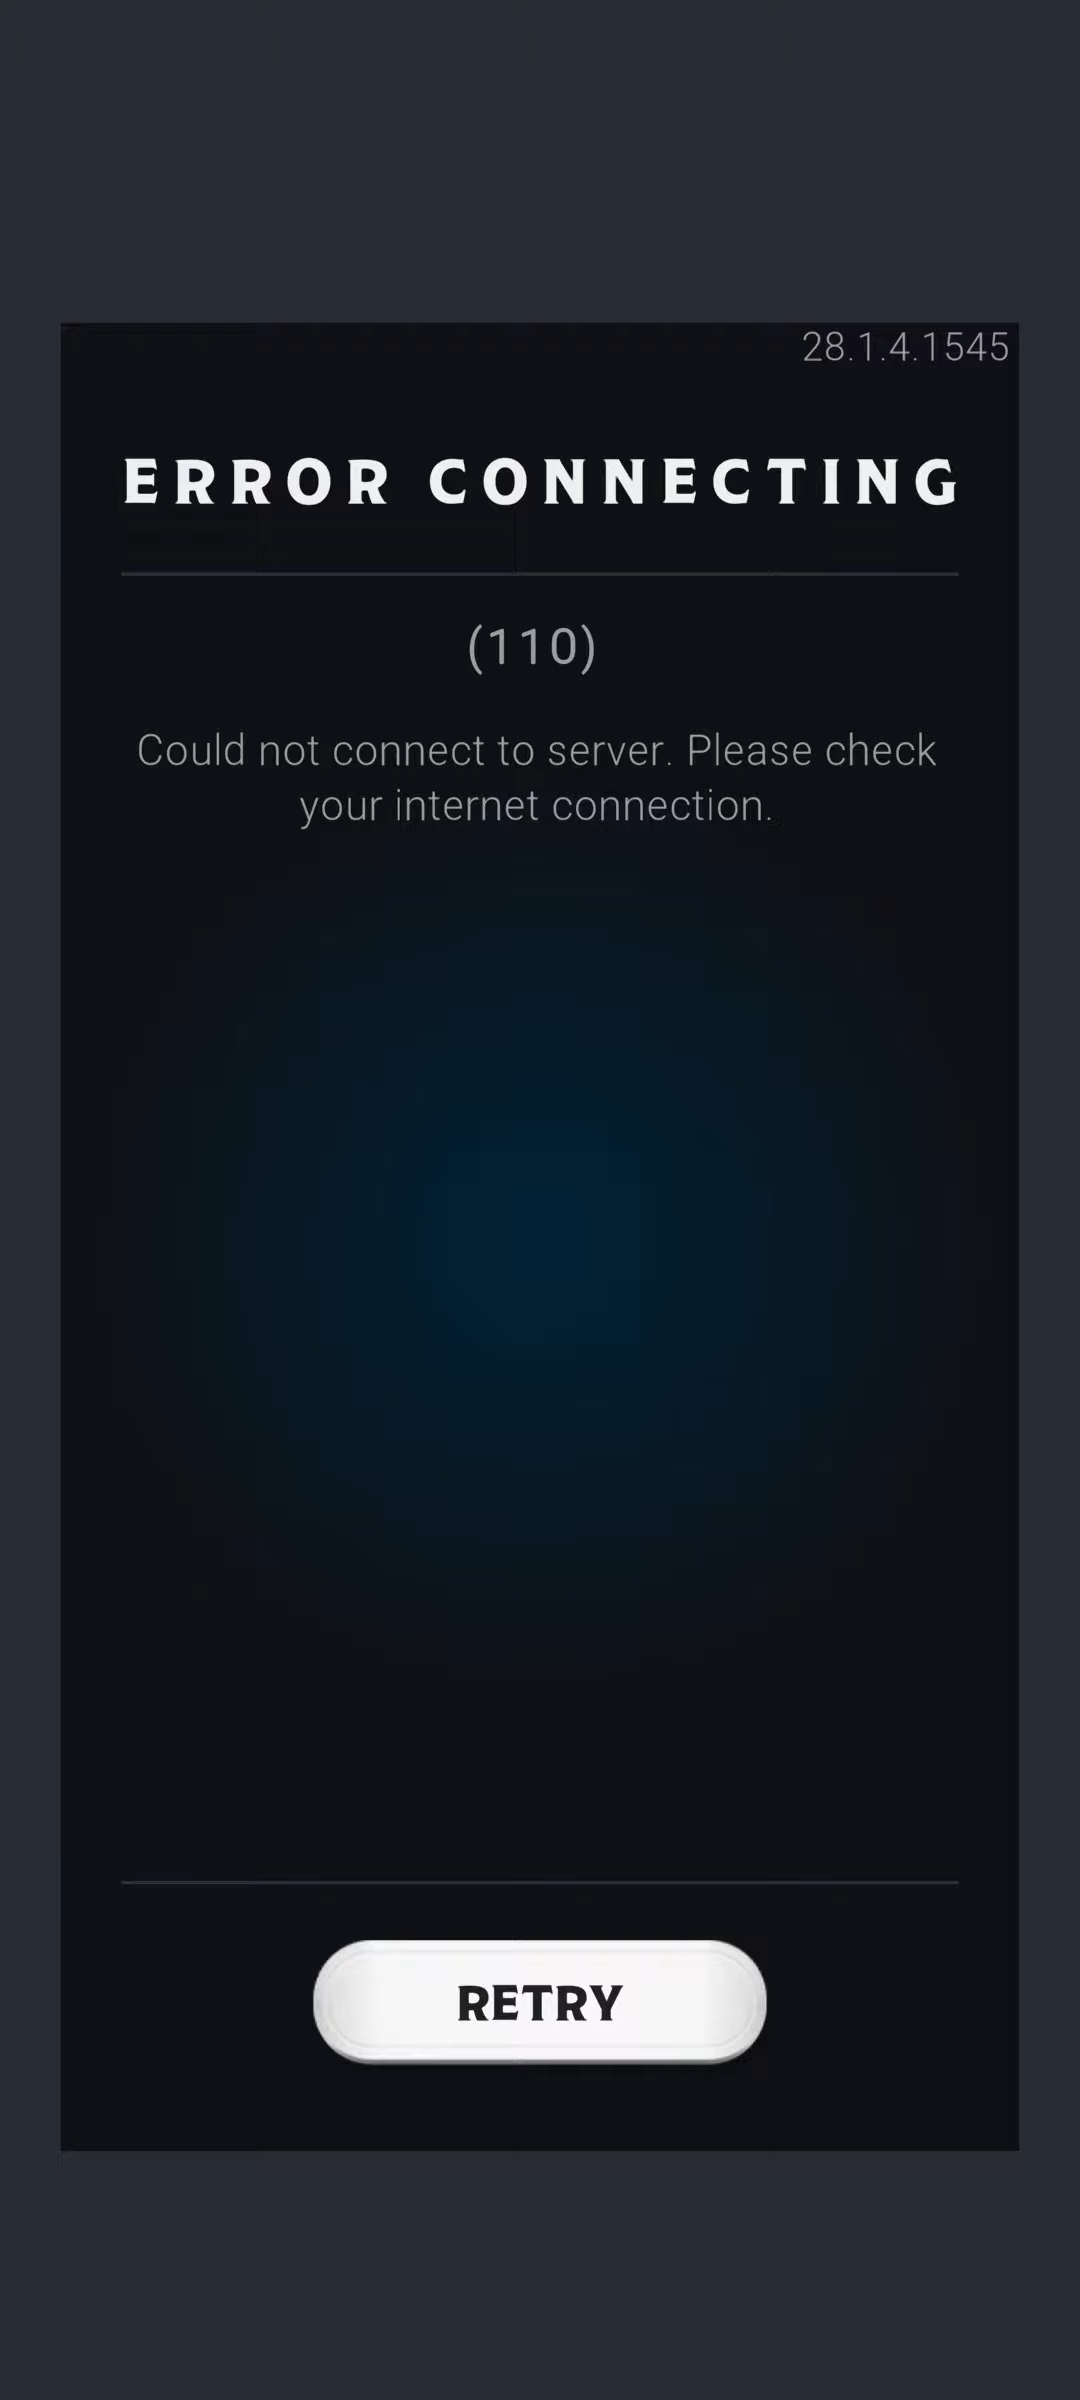 28.1.4.1545
ERROR CONNECTING
(110)
Could not connect to server. Please check
your internet connection.
RETRY